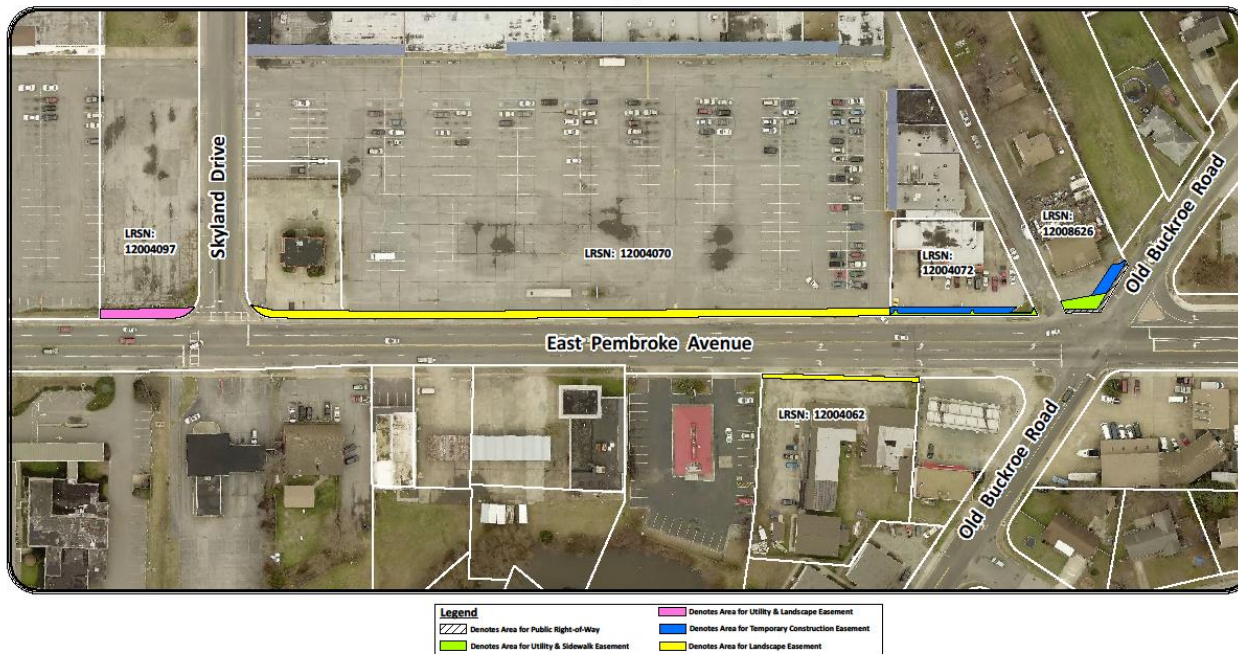 Skyland Drive
LRSN:
12004097
LRSN: 12004070
LRSN:
12004072
LRSN:
12008626
Old Buckroe Road
East Pembroke Avenue
LRSN: 12004062
Old Buckroe Road
Legend
Denotes Area for Public Right-of-Way
Denotes Area for Utility & Sidewalk Easement
Denotes Area for Utility & Landscape Easement
Denotes Area for Temporary Construction Easement
Denotes Area for Landscape Easement